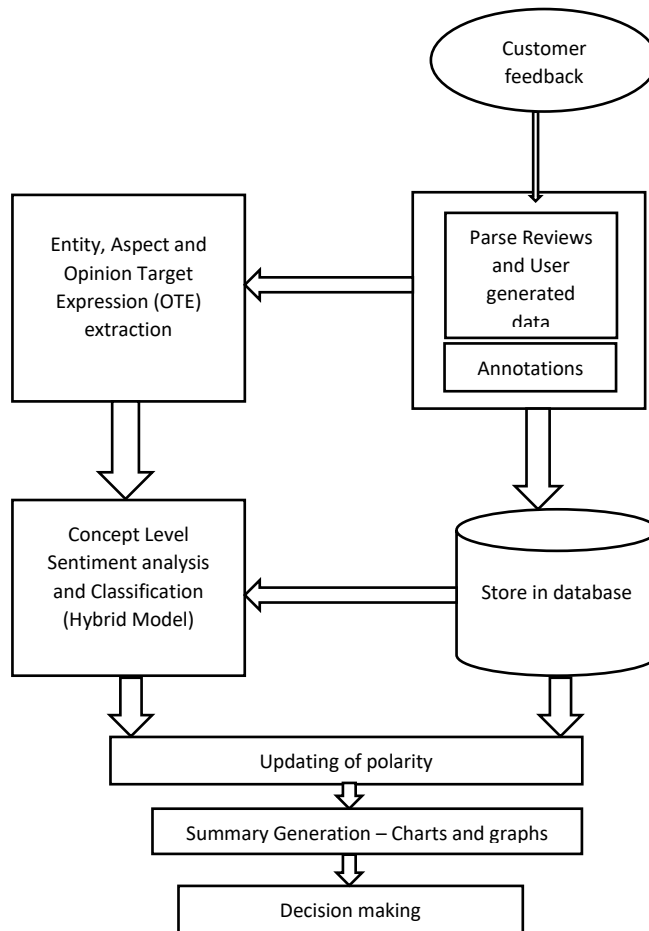 Customer
feedback
Entity, Aspect and
Opinion Target
Expression (OTE)
extraction
Parse Reviews
and User
generated
data
Annotations
Concept Level
Sentiment analysis
and Classification
(Hybrid Model)
Store in database
Updating of polarity
Summary Generation – Charts and graphs
Decision making